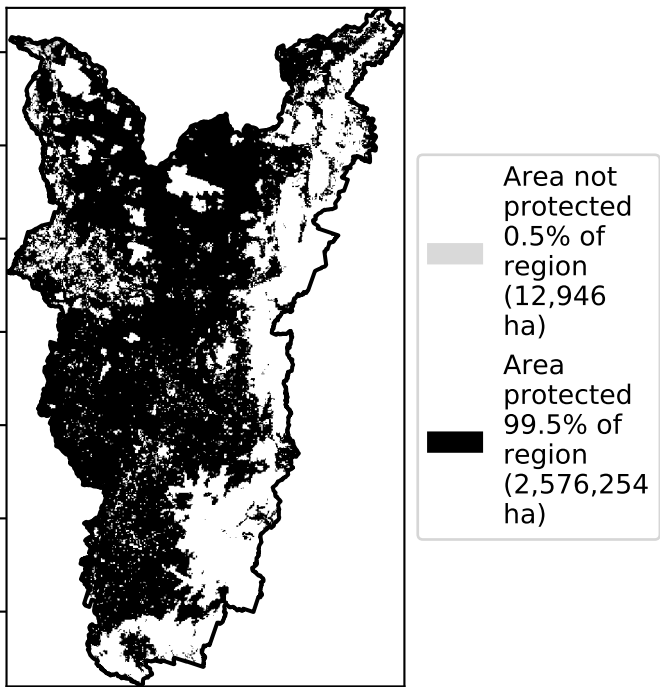 Area not
protected
0.5% of
region
(12,946
ha)
Area
protected
99.5% of
region
(2,576,254
ha)